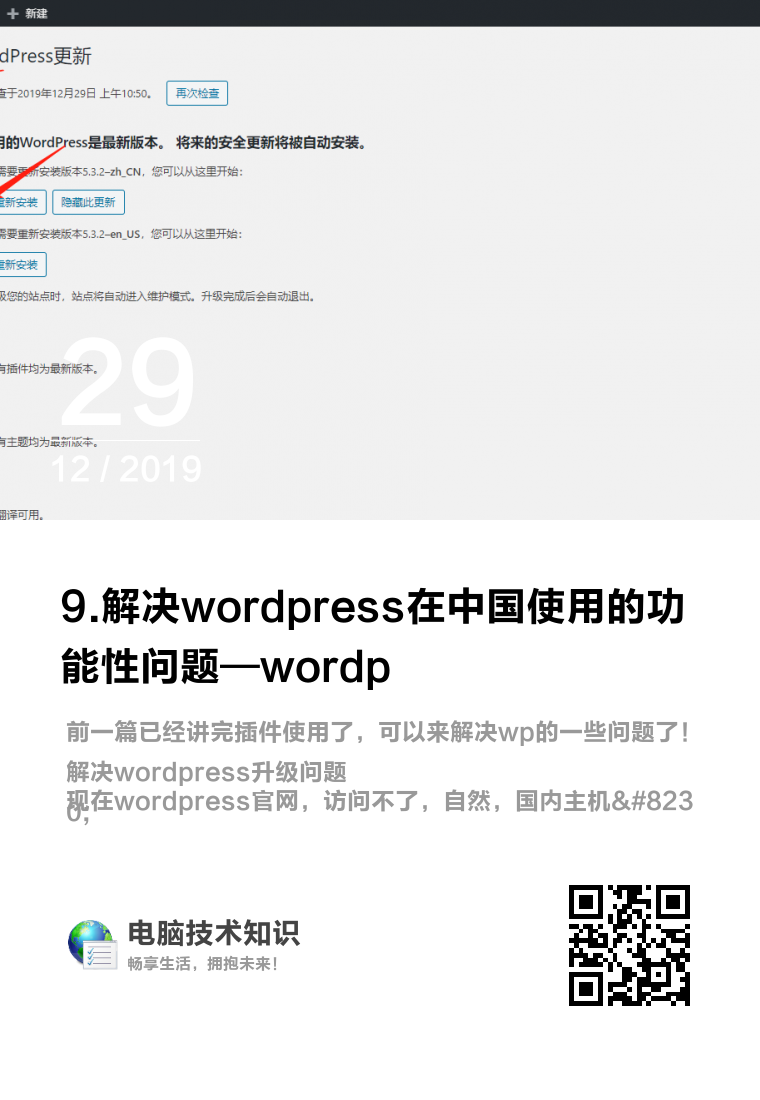 新建
dPress更新
查于2019年12月29日 上午10:50。 再次检查
用的WordPress是最新版本。 将来的安全更新将被自动安装。
需要重新安装版本5.3.2–zh_CN，您可以从这里开始：
重新安装 隐藏此更新
需要重新安装版本5.3.2–en_US，您可以从这里开始：
重新安装
级您的站点时，站点将自动进入维护模式。升级完成后会自动退出。
29
有插件均为最新版本。
有主题均为最新版本。
12 / 2019
翻译可用。
9.解决wordpress在中国使用的功
能性问题—wordp
前一篇已经讲完插件使用了，可以来解决wp的一些问题了！
解决wordpress升级问题
现在wordpress官网，访问不了，自然，国内主机&#823
0;
电脑技术知识
畅享生活，拥抱未来！